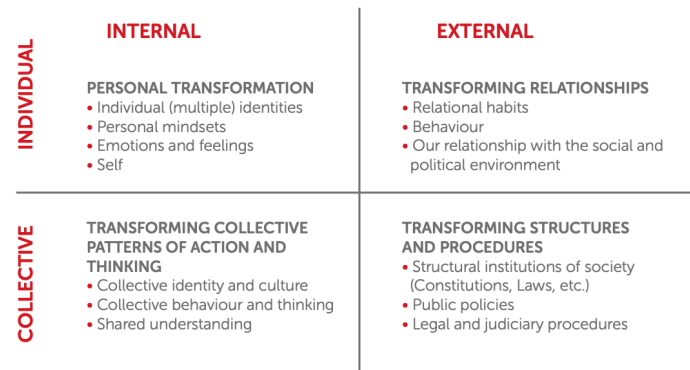 INTERNAL
EXTERNAL
INDIVIDUAL
PERSONAL TRANSFORMATION
• Individual (multiple) identities
• Personal mindsets
• Emotions and feelings
• Self
TRANSFORMING RELATIONSHIPS
• Relational habits
• Behaviour
• Our relationship with the social and
political environment
COLLECTIVE
TRANSFORMING COLLECTIVE
PATTERNS OF ACTION AND
THINKING
• Collective identity and culture
• Collective behaviour and thinking
• Shared understanding
TRANSFORMING STRUCTURES
AND PROCEDURES
• Structural institutions of society
(Constitutions, Laws, etc.)
• Public policies
• Legal and judiciary procedures